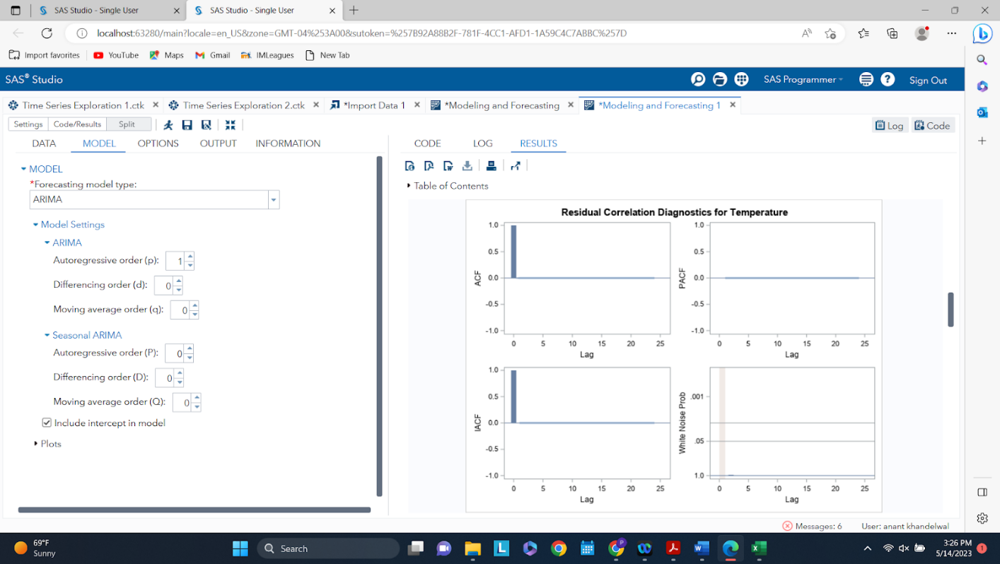 SAS Studio - Single User
SAS Studio - Single User
localhost:63280/main?locale=en_US&zone=GMT-04%253A00&sutoken=%257B92A88B2F-781F-4CC1-AFD1-1A59C4C7ABBC%257D
Import favorites YouTube Maps Gmail IMLeagues New Tab
SAS® Studio SAS Programmer Sign Out
Time Series Exploration 1.ctk Time Series Exploration 2.ctk *Import Data 1 *Modeling and Forecasting *Modeling and Forecasting 1
Settings Code/Results Split Log Code
DATA MODEL OPTIONS OUTPUT INFORMATION
CODE LOG RESULTS
MODEL
*Forecasting model type:
ARIMA
Model Settings
ARIMA
Autoregressive order (p): 1
Differencing order (d): 0
Moving average order (q): 0
Seasonal ARIMA
Autoregressive order (P): 0
Differencing order (D): 0
Moving average order (Q): 0
Include intercept in model
Plots
Table of Contents
Residual Correlation Diagnostics for Temperature
ACF
1.0
0.5
0.0
-0.5
-1.0
0 5 10 15 20 25
Lag
PACF
1.0
0.5
0.0
-0.5
-1.0
0 5 10 15 20 25
Lag
IACF
1.0
0.5
0.0
-0.5
-1.0
0 5 10 15 20 25
Lag
White Noise Prob
.001
.05
1.0
0 5 10 15 20 25
Lag
Messages: 6 User: anant khandelwal
69°F
Sunny
Search
3:26 PM
5/14/2023
1